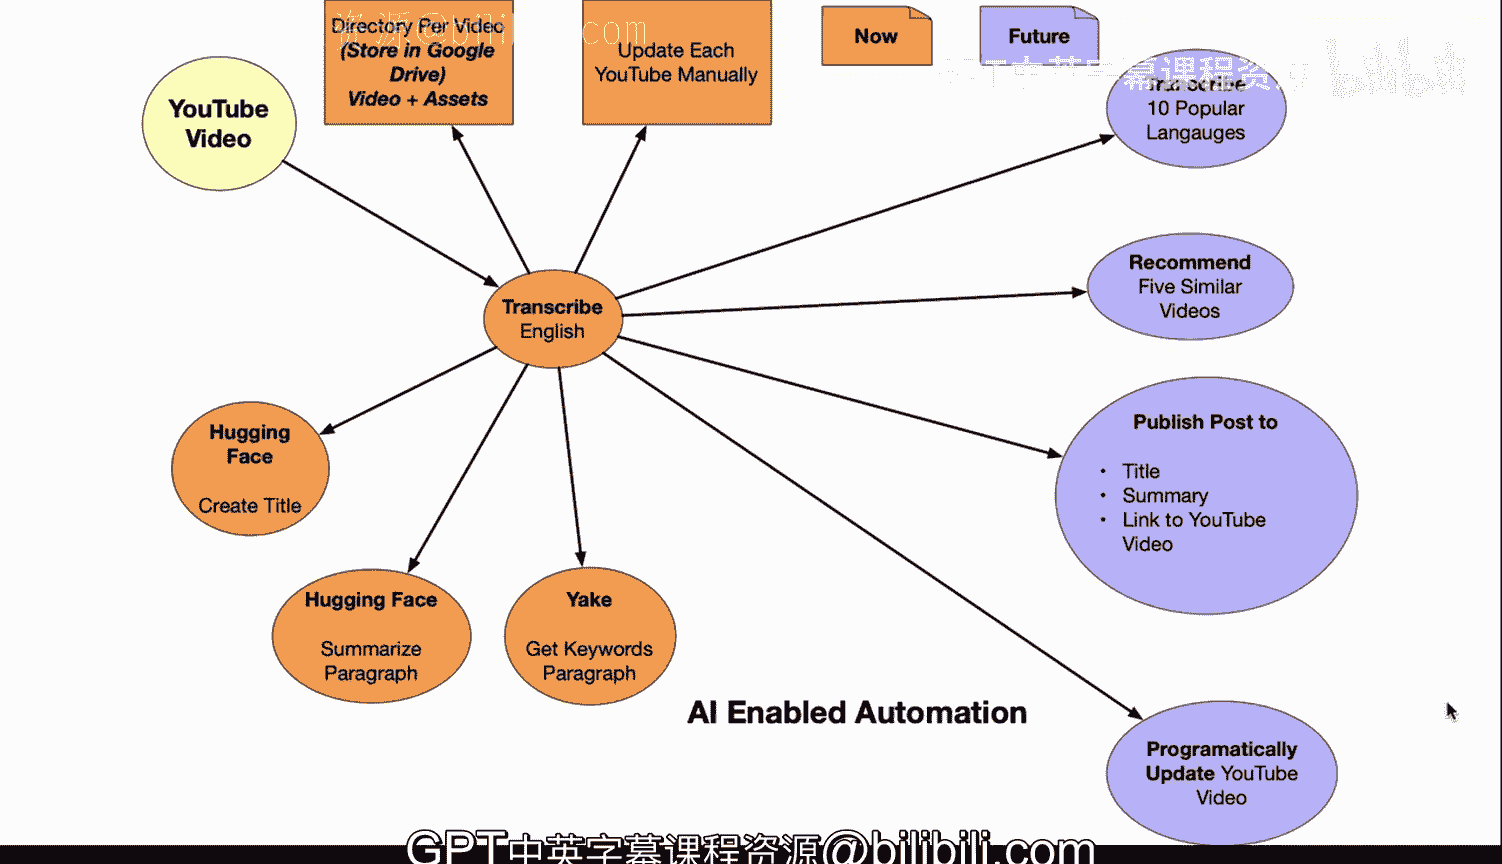 Directory Per Video
(Store in Google
Drive)
Video + Assets
Update Each
YouTube Manually
Now
Future
YouTube
Video
10 Popular
Langauges
Transcribe
English
Recommend
Five Similar
Videos
Publish Post to
• Title
• Summary
• Link to YouTube
Video
Hugging
Face
Create Title
Hugging Face
Summarize
Paragraph
Yake
Get Keywords
Paragraph
AI Enabled Automation
Programatically
Update YouTube
Video
GPT中英字幕课程资源@bilibili.com